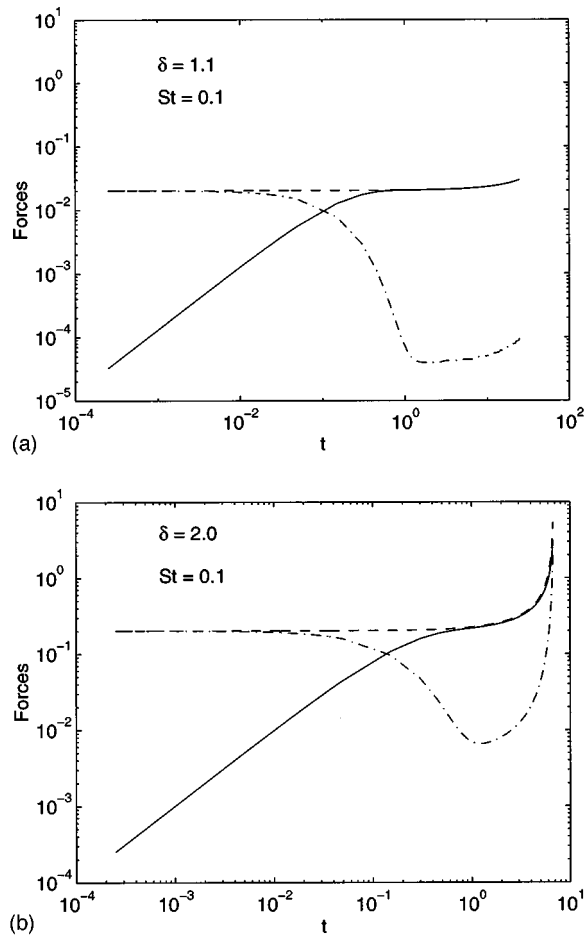 10^1
10^0
10^-1
10^-2
10^-3
10^-4
10^-5
Forces
δ = 1.1
St = 0.1
10^-4 10^-2 10^0 10^2
t
(a)
10^1
10^0
10^-1
10^-2
10^-3
10^-4
Forces
δ = 2.0
St = 0.1
10^-4 10^-3 10^-2 10^-1 10^0 10^1
t
(b)